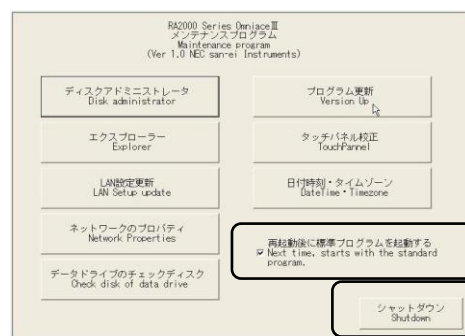 RA2000 Series OmniaceⅢ
メンテナンスプログラム
Maintenance program
(Ver 1.0 NEC san-ei Instruments)
ディスクアドミニストレータ
Disk administrator
プログラム更新
Version Up
エクスプローラー
Explorer
タッチパネル校正
TouchPannel
LAN設定更新
LAN Setup update
日付時刻・タイムゾーン
DateTime・Timezone
ネットワークのプロパティ
Network Properties
再起動後に標準プログラムを起動する
Next time, starts with the standard
program.
データドライブのチェックディスク
Check disk of data drive
シャットダウン
Shutdown